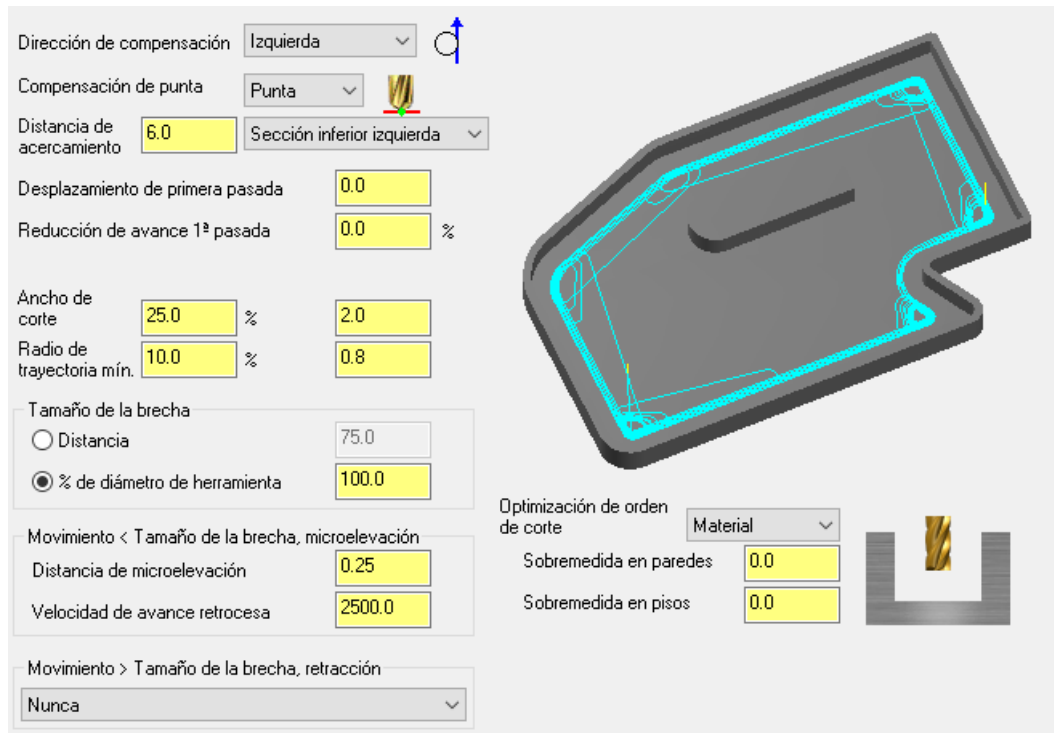 Dirección de compensación Izquierda
Compensación de punta Punta
Distancia de
acercamiento 6.0 Sección inferior izquierda
Desplazamiento de primera pasada 0.0
Reducción de avance 1ª pasada 0.0 %
Ancho de
corte 25.0 % 2.0
Radio de
trayectoria mín. 10.0 % 0.8
Tamaño de la brecha
Distancia 75.0
% de diámetro de herramienta 100.0
Movimiento < Tamaño de la brecha, microelevación
Distancia de microelevación 0.25
Velocidad de avance retrocesa 2500.0
Movimiento > Tamaño de la brecha, retracción
Nunca
Optimización de orden
de corte Material
Sobremedida en paredes 0.0
Sobremedida en pisos 0.0